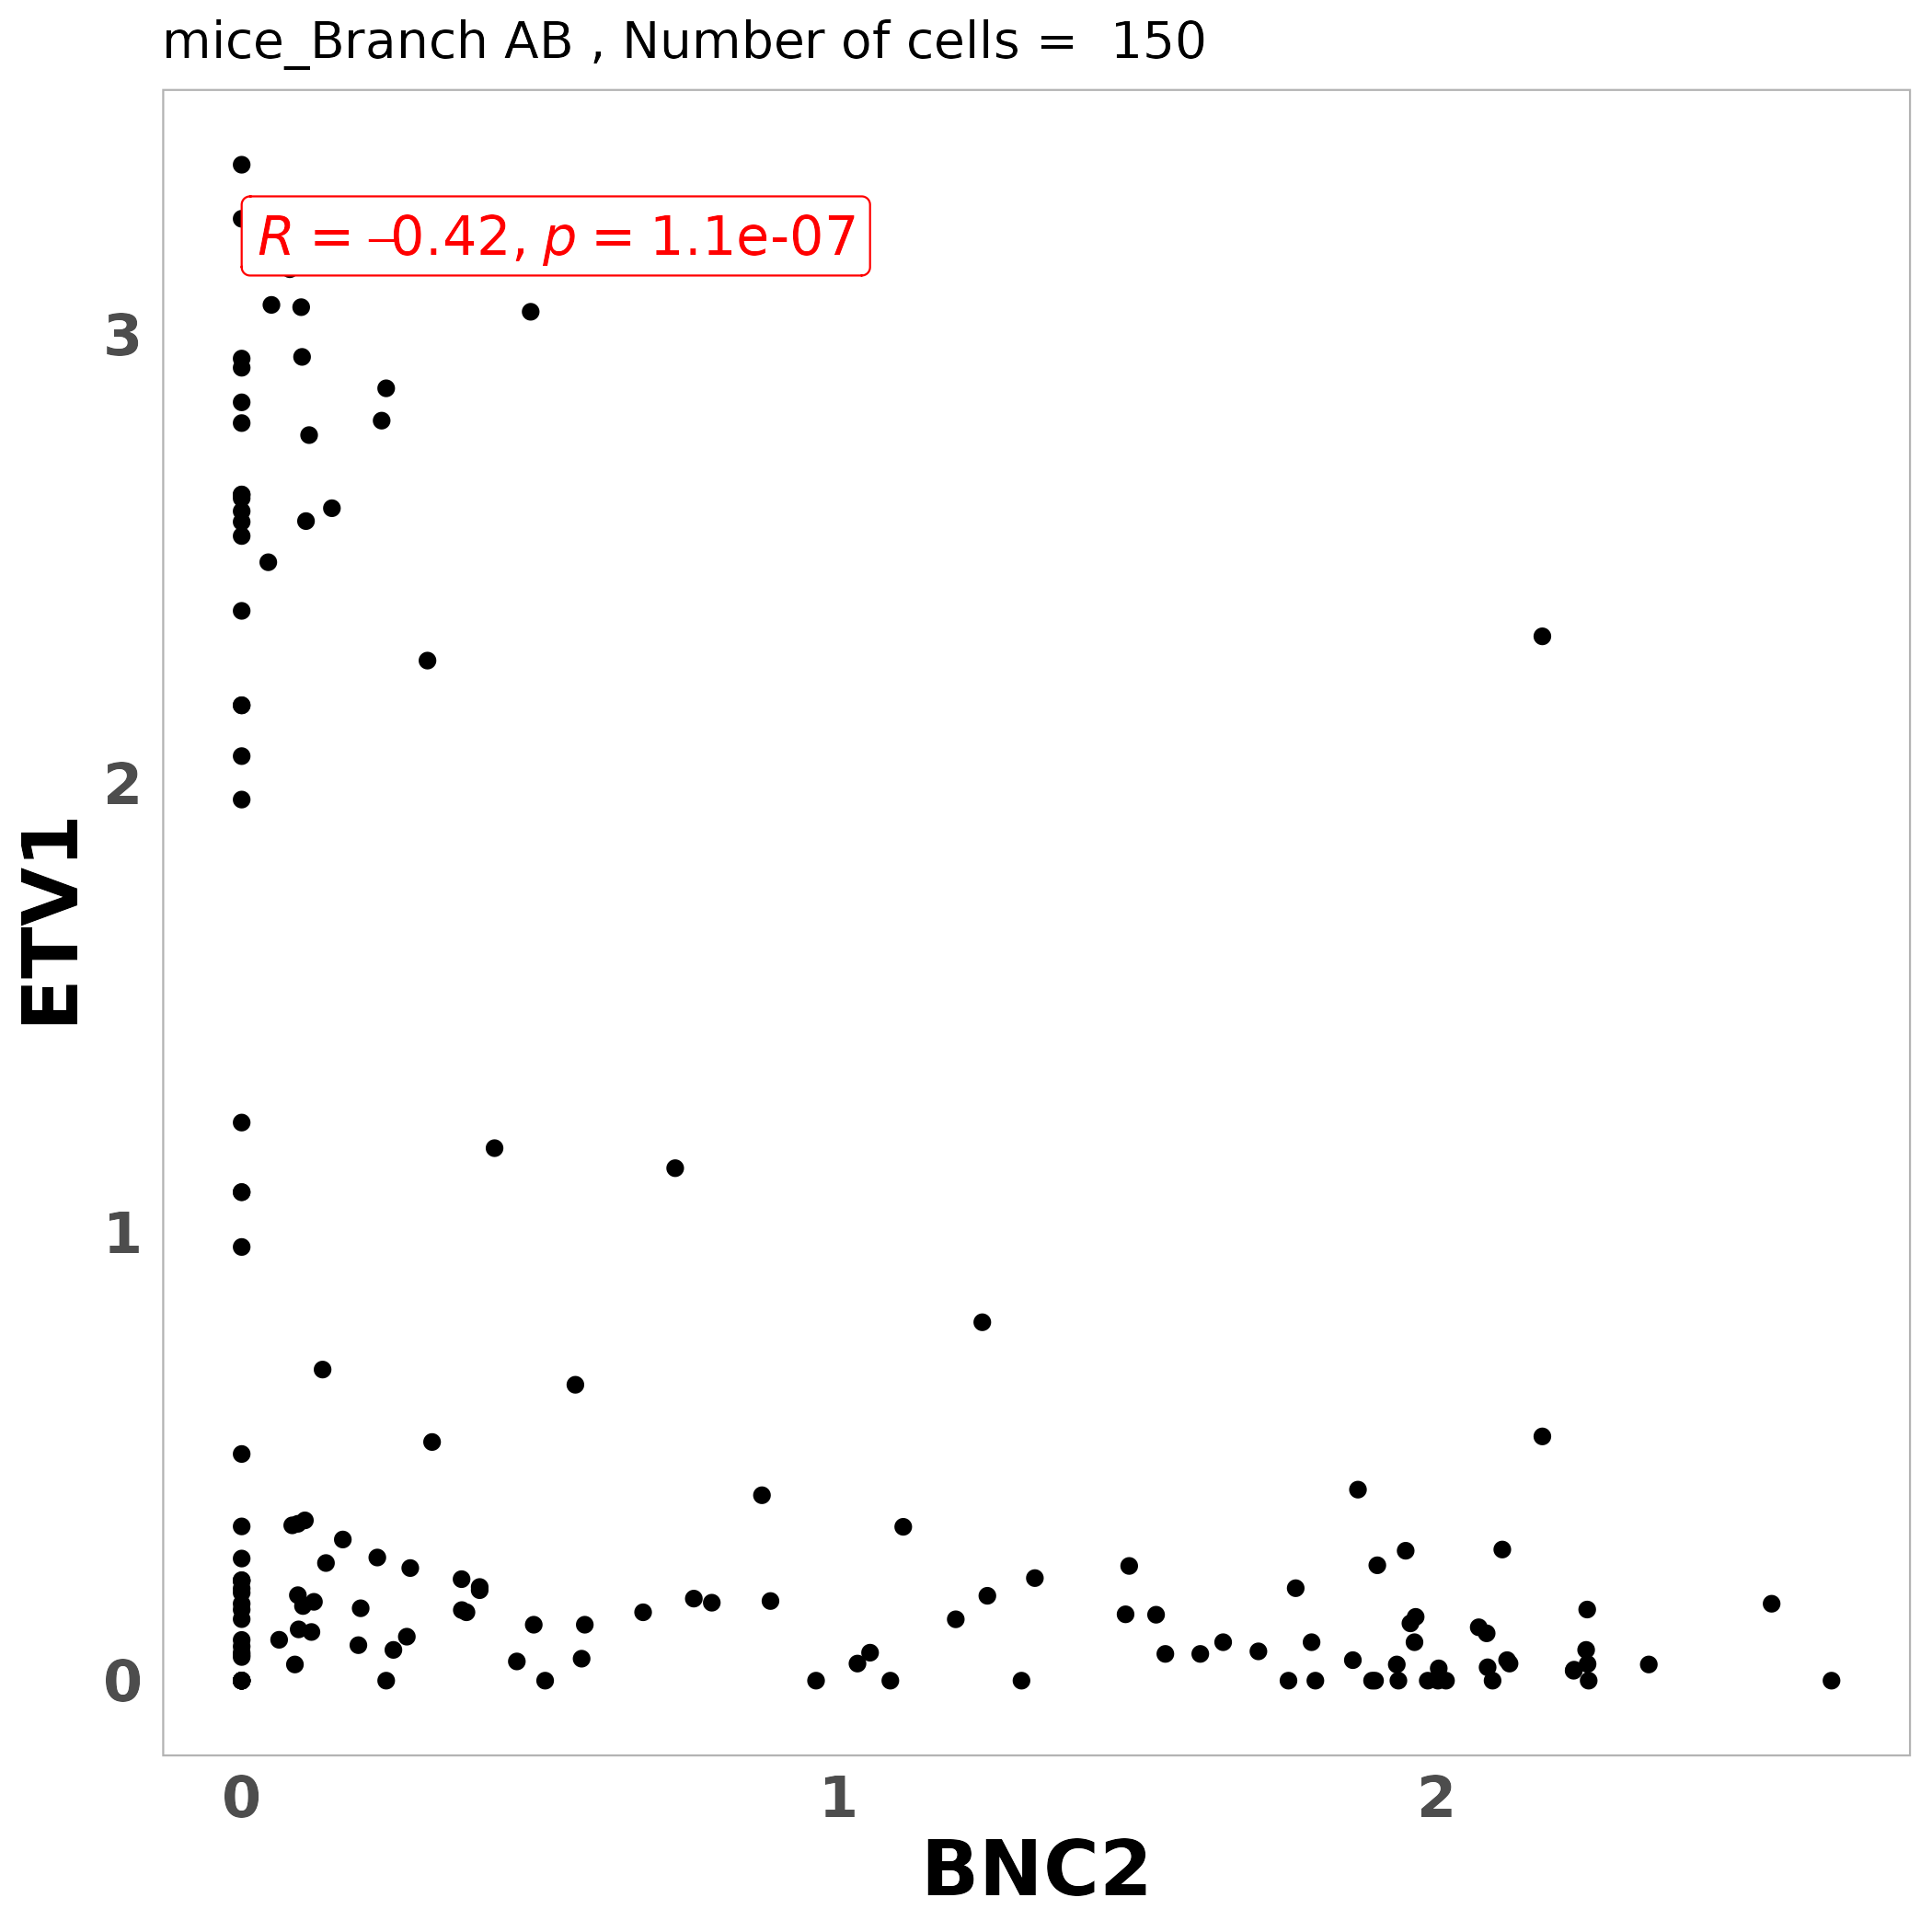 mice_Branch AB , Number of cells =  150
R = –0.42, p = 1.1e-07
3
2
1
0
ETV1
0 1 2
BNC2